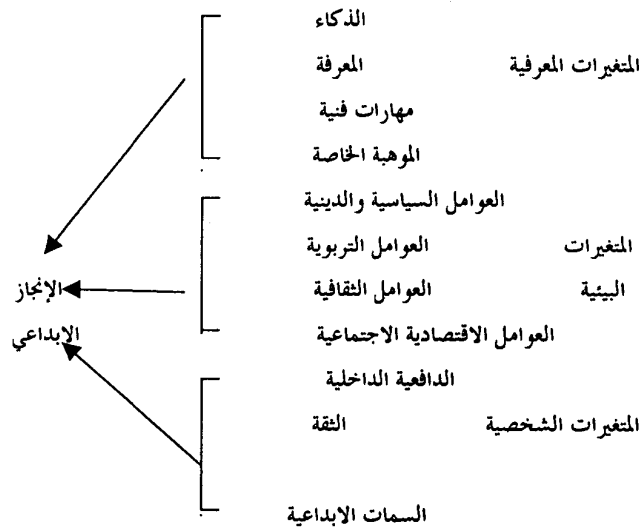 الذكاء
المتغيرات المعرفية المعرفة
مهارات فنية
الموهبة الخاصة
العوامل السياسية والدينية
المتغيرات العوامل التربوية
البيئية العوامل الثقافية الإنجاز
العوامل الاقتصادية الاجتماعية الابداعي
الدافعية الداخلية
المتغيرات الشخصية الثقة
السمات الابداعية